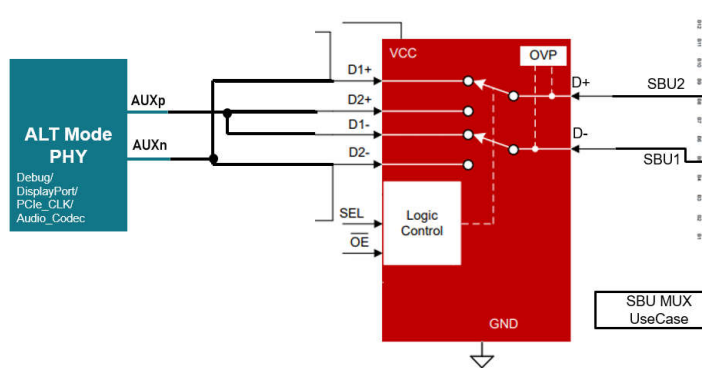 VCC
OVP
D1+
D+
SBU2
D2+
AUXp
D1-
ALT Mode
PHY
D-
AUXn
D2-
SBU1
Debug/
DisplayPort/
PCIe_CLK/
Audio_Codec
SEL
Logic
Control
OE
SBU MUX
UseCase
GND